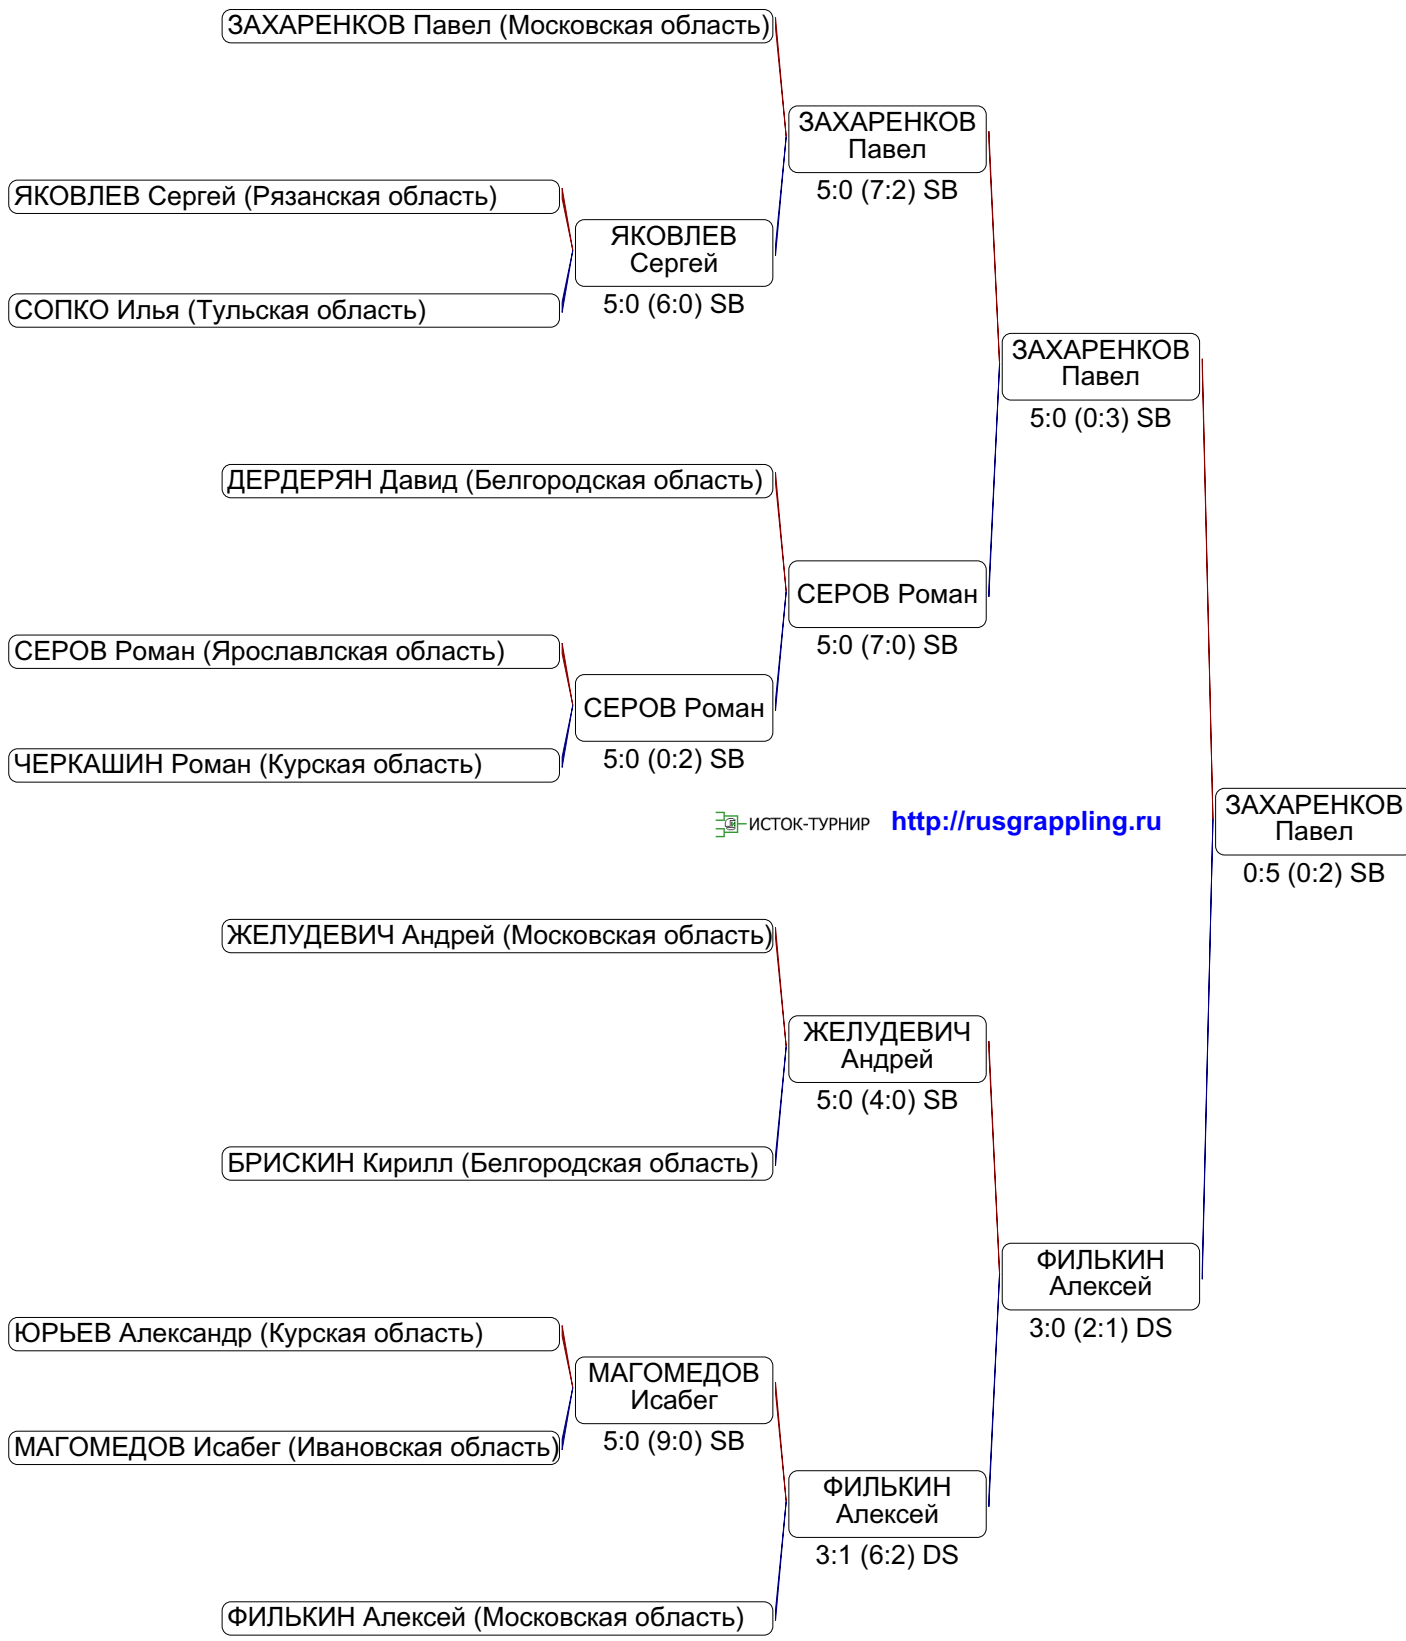 ЗАХАРЕНКОВ Павел (Московская область)
ЗАХАРЕНКОВ
Павел
5:0 (7:2) SB
ЯКОВЛЕВ Сергей (Рязанская область)
ЯКОВЛЕВ
Сергей
5:0 (6:0) SB
СОПКО Илья (Тульская область)
ЗАХАРЕНКОВ
Павел
5:0 (0:3) SB
ДЕРДЕРЯН Давид (Белгородская область)
СЕРОВ Роман
5:0 (7:0) SB
СЕРОВ Роман (Ярославлская область)
СЕРОВ Роман
5:0 (0:2) SB
ЧЕРКАШИН Роман (Курская область)
ИСТОК-ТУРНИР http://rusgrappling.ru
ЗАХАРЕНКОВ
Павел
0:5 (0:2) SB
ЖЕЛУДЕВИЧ Андрей (Московская область)
ЖЕЛУДЕВИЧ
Андрей
5:0 (4:0) SB
БРИСКИН Кирилл (Белгородская область)
ФИЛЬКИН
Алексей
3:0 (2:1) DS
ЮРЬЕВ Александр (Курская область)
МАГОМЕДОВ
Исабег
5:0 (9:0) SB
МАГОМЕДОВ Исабег (Ивановская область)
ФИЛЬКИН
Алексей
3:1 (6:2) DS
ФИЛЬКИН Алексей (Московская область)